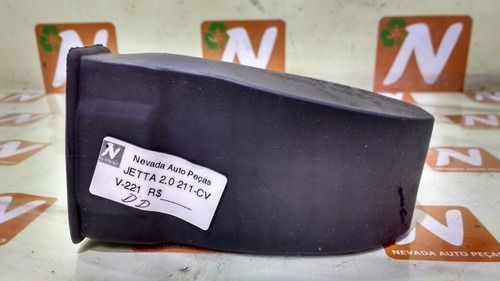 N
N
N
Nevada Auto Peças
JETTA 2.0 211-CV
V-221 R$
DD
N
NEVADA AUTO PEÇAS